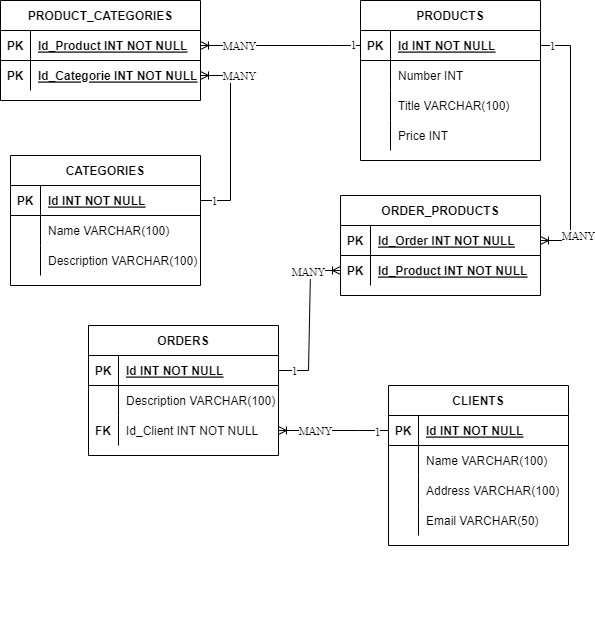 PRODUCT_CATEGORIES
PK Id_Product INT NOT NULL
PK Id_Categorie INT NOT NULL
MANY
MANY
1
PRODUCTS
PK Id INT NOT NULL
Number INT
Title VARCHAR(100)
Price INT
1
CATEGORIES
PK Id INT NOT NULL
Name VARCHAR(100)
Description VARCHAR(100)
1
ORDER_PRODUCTS
PK Id_Order INT NOT NULL
PK Id_Product INT NOT NULL
MANY
MANY
ORDERS
PK Id INT NOT NULL
Description VARCHAR(100)
FK Id_Client INT NOT NULL
1
MANY
1
CLIENTS
PK Id INT NOT NULL
Name VARCHAR(100)
Address VARCHAR(100)
Email VARCHAR(50)